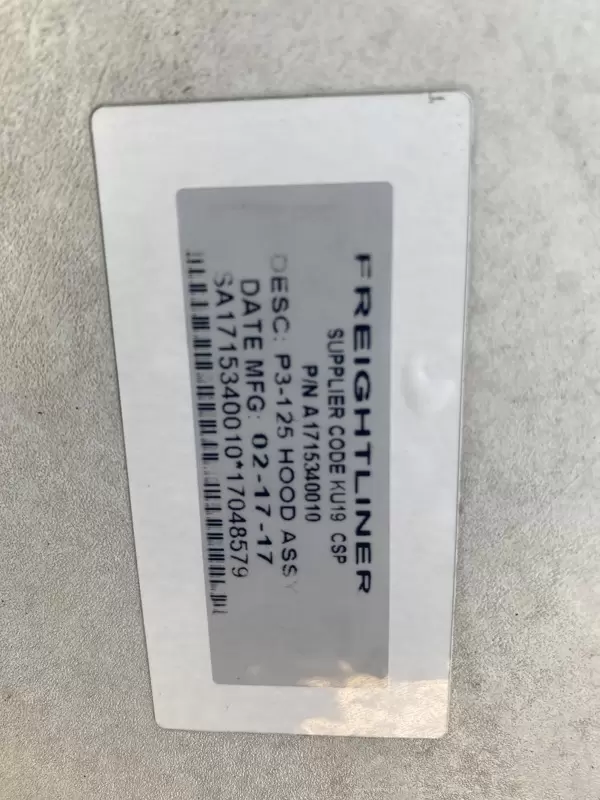 FREIGHTLINER
SUPPLIER CODE KU19 CSP
P/N A1715340010
DESC: P3-125 HOOD ASSY
DATE MFG: 02-17-17
SA1715340010*17048579